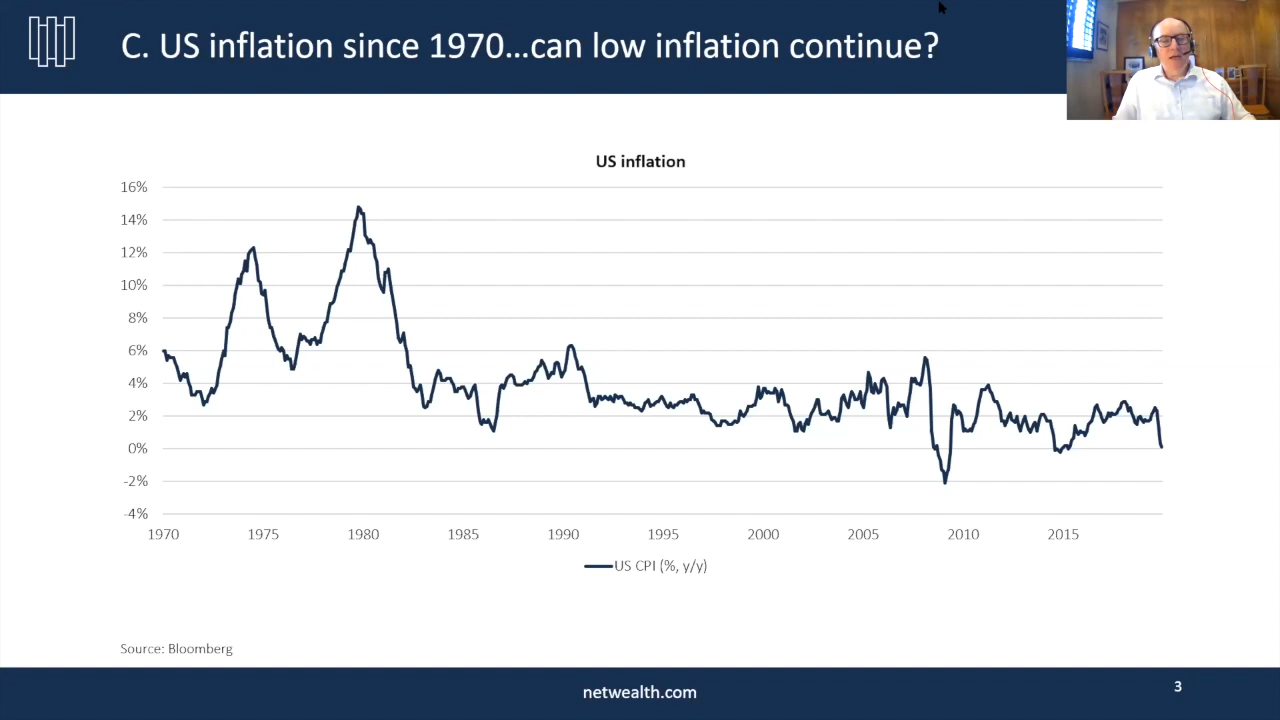 C. US inflation since 1970...can low inflation continue?
US inflation
16%
14%
12%
10%
8%
6%
4%
2%
0%
-2%
-4%
1970 1975 1980 1985 1990 1995 2000 2005 2010 2015
US CPI (%, y/y)
Source: Bloomberg
netwealth.com
3